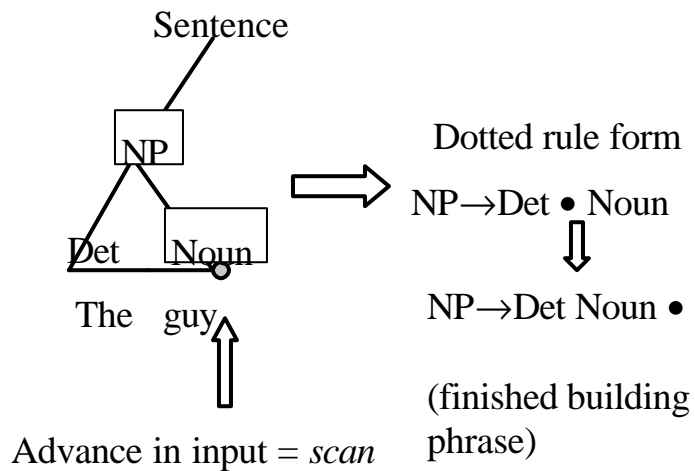 Sentence
NP
Det Noun
The guy
Advance in input = scan
Dotted rule form
NP→Det • Noun
NP→Det Noun •
(finished building
phrase)